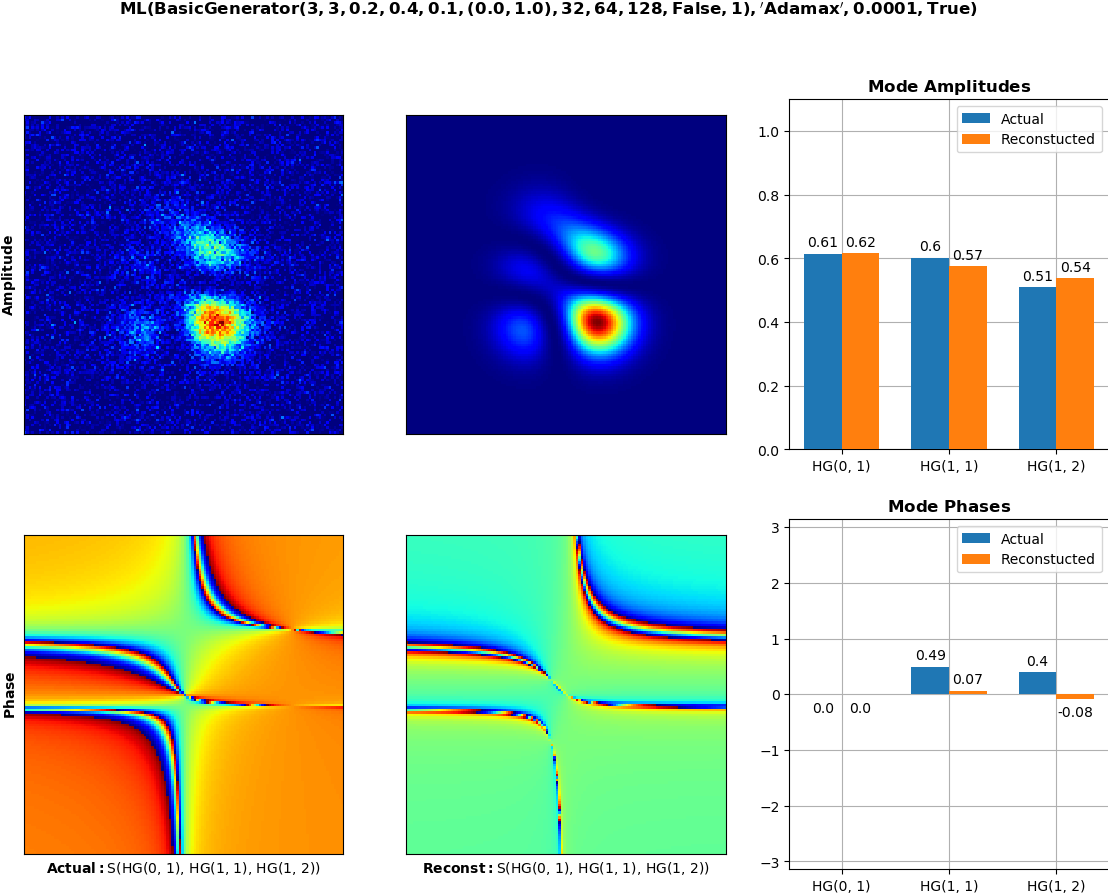 ML(BasicGenerator(3, 3, 0.2, 0.4, 0.1, (0.0, 1.0), 32, 64, 128, False, 1), ′Adamax′, 0.0001, True)
Amplitude
Mode Amplitudes
Actual
Reconstucted
1.0
0.8
0.6
0.4
0.2
0.0
0.61
0.62
0.6
0.57
0.51
0.54
HG(0, 1)
HG(1, 1)
HG(1, 2)
Phase
Actual: S(HG(0, 1), HG(1, 1), HG(1, 2))
Reconst: S(HG(0, 1), HG(1, 1), HG(1, 2))
Mode Phases
Actual
Reconstucted
3
2
1
0
−1
−2
−3
0.0
0.0
0.49
0.07
0.4
-0.08
HG(0, 1)
HG(1, 1)
HG(1, 2)